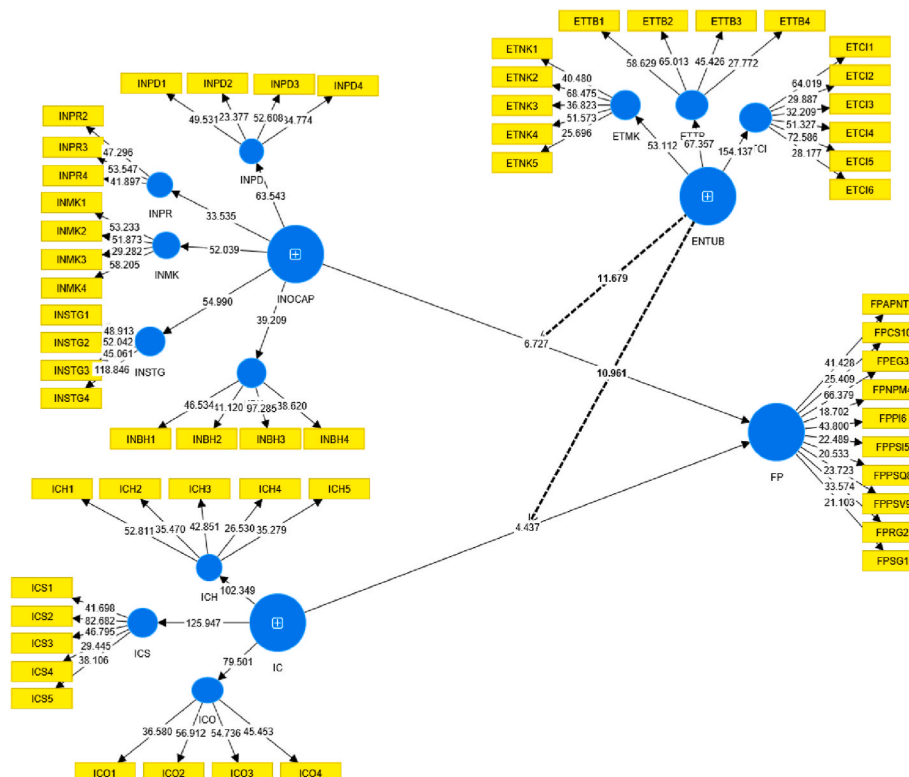 ETTB1
ETTB2
ETTB3
ETTB4
ETNK1
ETNK2
ETNK3
ETNK4
ETNK5
58.629
65.013
45.426
27.772
40.480
68.475
36.823
51.573
25.696
ETMK
ETCI1
ETCI2
ETCI3
ETCI4
ETCI5
ETCI6
64.019
29.887
32.209
51.327
72.586
28.177
53.112
67.357
154.137
ENTUB
INPD1
INPD2
INPD3
INPD4
49.531
23.377
52.608
INPD
63.543
INPR2
INPR3
INPR4
47.296
53.547
41.897
INPR
33.535
INMK1
INMK2
INMK3
INMK4
53.233
51.873
29.282
58.205
INMK
52.039
INOCAP
INSTG1
INSTG2
INSTG3
INSTG4
48.913
52.042
45.061
118.846
INSTG
54.990
39.209
46.534
97.285
38.620
INBH1
INBH2
INBH3
INBH4
11.679
6.727
10.961
4.437
FPAPNT
FPCS10
FPEG3
FPNPM4
FPPI6
FPPSI5
FPPSV9
FPRG2
FPSG1
41.428
25.409
66.379
18.702
43.800
22.489
20.533
23.723
33.574
21.103
FP
ICH1
ICH2
ICH3
ICH4
ICH5
52.811
35.470
42.851
26.530
35.279
ICH
102.349
ICS1
ICS2
ICS3
ICS4
ICS5
41.698
82.682
46.795
29.445
38.106
ICS
125.947
IC
79.501
ICO
36.580
56.912
54.736
45.453
ICO1
ICO2
ICO3
ICO4